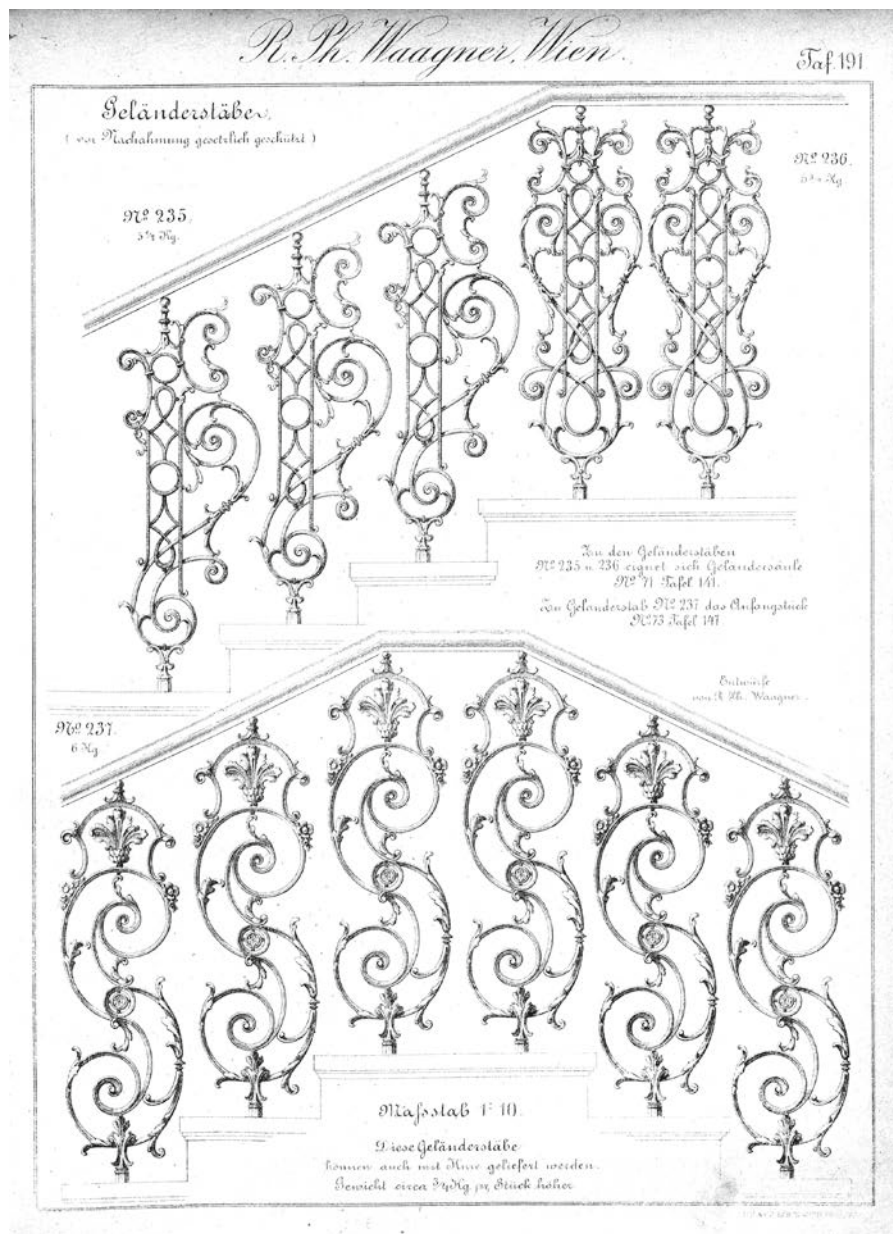 R. Ph. Waagner, Wien.
Taf. 191
Geländerstäbe.
( vor Nachahmung gesetzlich geschützt )
Nº 235.
Kg.
Nº 236.
Kg
Zu den Geländerstäben
Nº 235 u. 236 eignet sich Geländersäule
Nº 71 Tafel 141.
Zu Geländerstab Nº 237 das Anfangstück
Nº 73 Tafel 147.
Entwürfe
von R. Ph. Waagner.
Nº 237.
6 Kg
Maſsstab 1:10.
Diese Geländerstäbe
können auch mit Knie geliefert werden.
Gewicht circa Kg pr. Stück höher